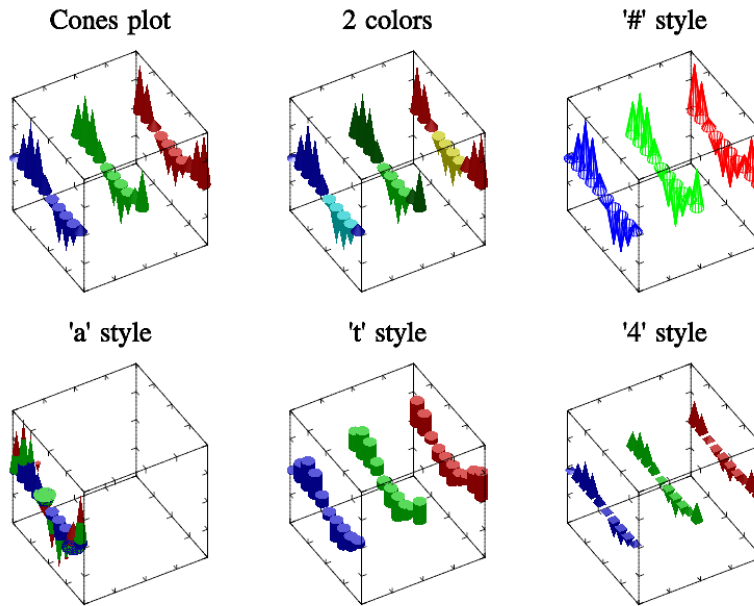 Cones plot
2 colors
'#' style
'a' style
't' style
'4' style